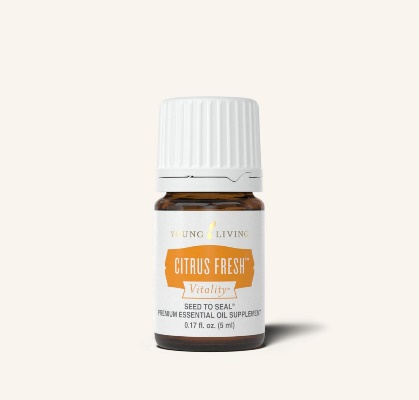 YOUNG LIVING
CITRUS FRESH™
Vitality™
SEED TO SEAL®
PREMIUM ESSENTIAL OIL SUPPLEMENT
0.17 fl. oz. (5 ml)